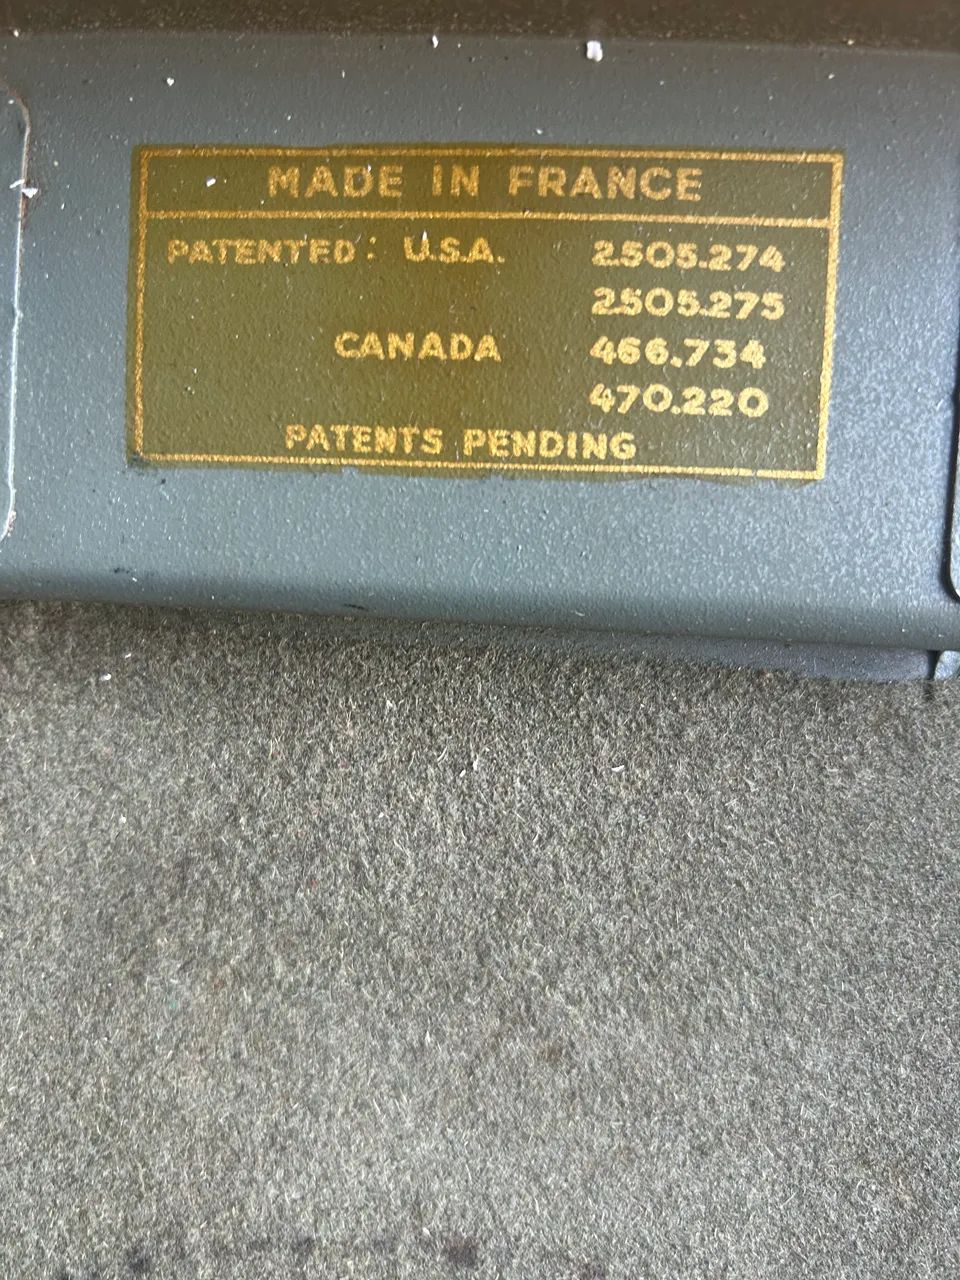 MADE IN FRANCE
PATENTED: U.S.A. 2.505.274
2.505.275
CANADA 466.734
470.220
PATENTS PENDING